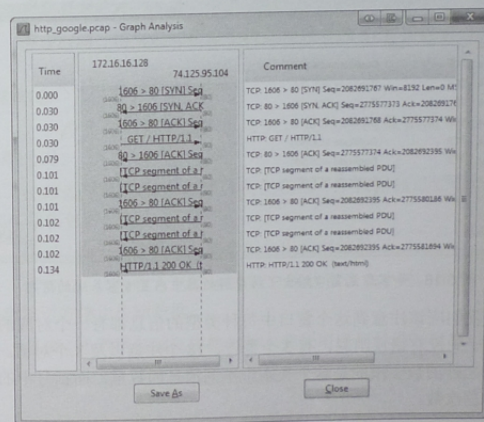 http_google.pcap - Graph Analysis
Time
172.16.16.128
74.125.95.104
Comment
0.000
1606 > 80 [SYN] Seq
TCP: 1606 > 80 [SYN] Seq=2082691767 Win=8192 Len=0 M
0.030
80 > 1606 [SYN, ACK
TCP: 80 > 1606 [SYN, ACK] Seq=2775577373 Ack=208269176
0.030
1606 > 80 [ACK] Seq
TCP: 1606 > 80 [ACK] Seq=2082691768 Ack=2775577374 Wi
0.030
GET / HTTP/1.1
HTTP: GET / HTTP/1.1
0.079
80 > 1606 [ACK] Seq
TCP: 80 > 1606 [ACK] Seq=2775577374 Ack=2082692395 Wi
0.101
[TCP segment of a r
TCP: [TCP segment of a reassembled PDU]
0.101
[TCP segment of a r
TCP: [TCP segment of a reassembled PDU]
0.101
1606 > 80 [ACK] Seq
TCP: 1606 > 80 [ACK] Seq=2082692395 Ack=2775580186 Wi
0.102
[TCP segment of a r
TCP: [TCP segment of a reassembled PDU]
0.102
[TCP segment of a r
TCP: [TCP segment of a reassembled PDU]
0.102
1606 > 80 [ACK] Seq
TCP: 1606 > 80 [ACK] Seq=2082692395 Ack=2775581694 Wi
0.134
HTTP/1.1 200 OK (t
HTTP: HTTP/1.1 200 OK (text/html)
Save As
Close